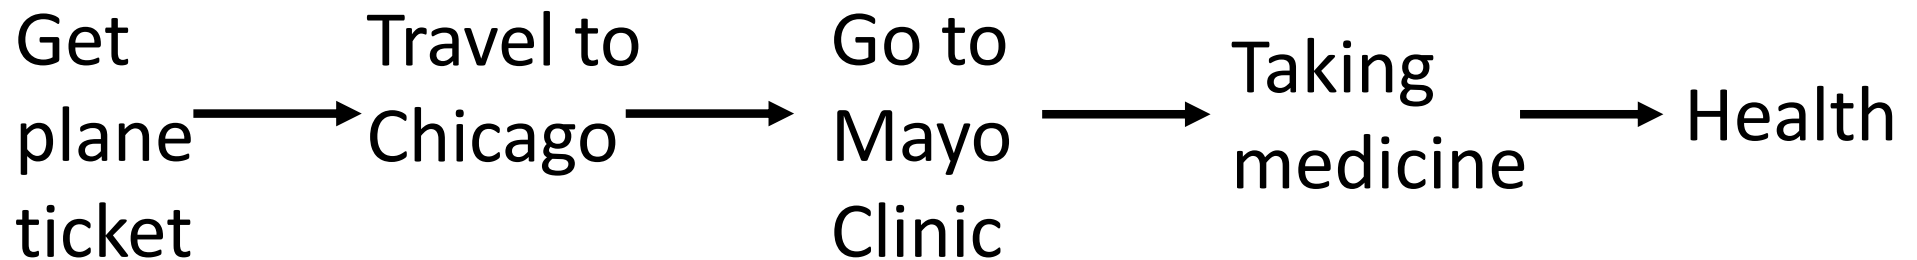 Get
plane
ticket
Travel to
Chicago
Go to
Mayo
Clinic
Taking
medicine
Health